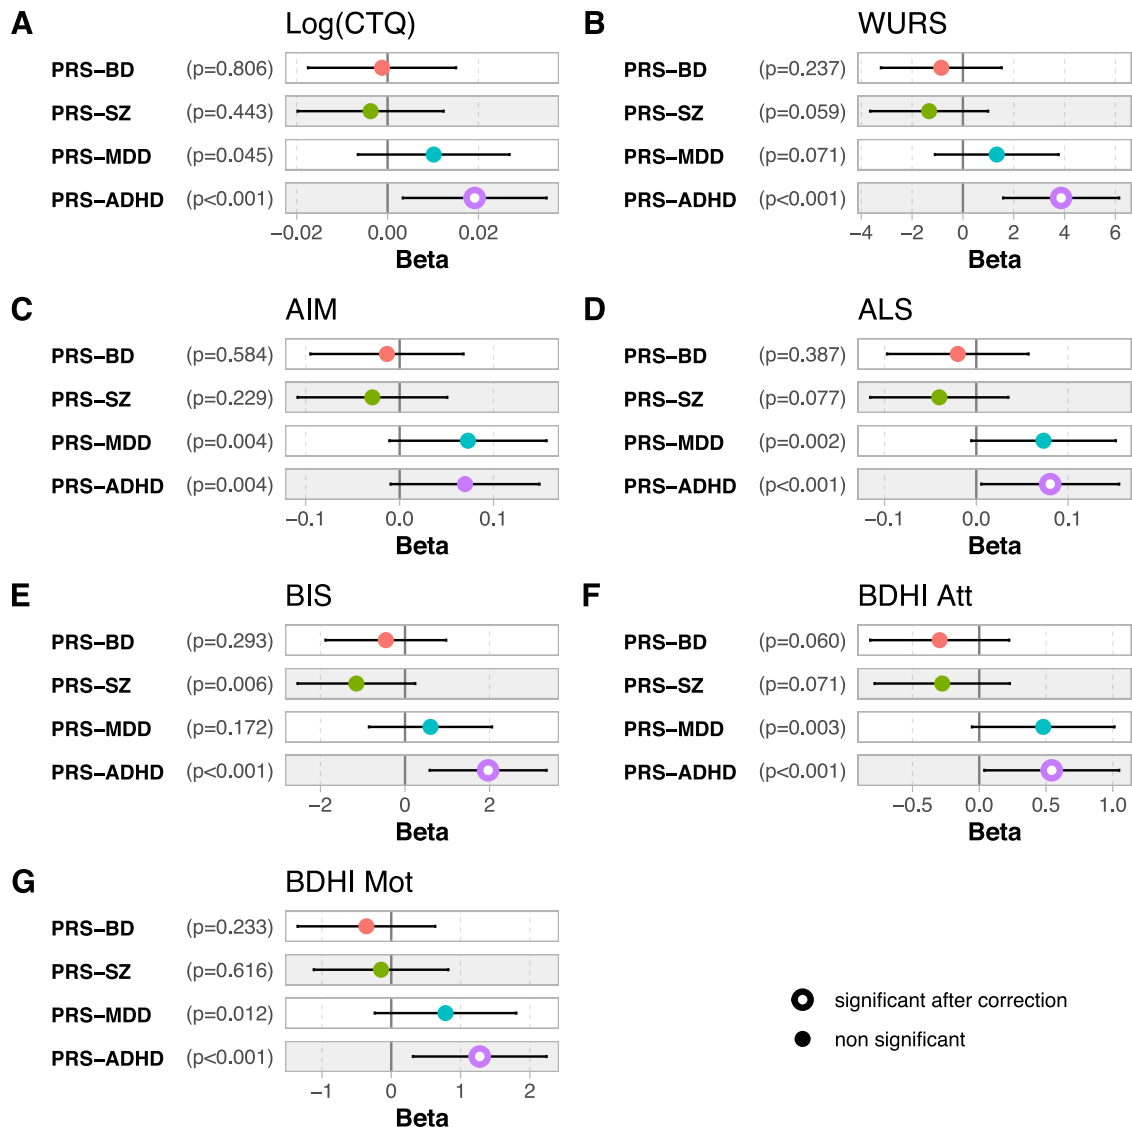 A Log(CTQ)
PRS−BD (p=0.806)
PRS−SZ (p=0.443)
PRS−MDD (p=0.045)
PRS−ADHD (p<0.001)
−0.02 0.00 0.02
Beta
B WURS
PRS−BD (p=0.237)
PRS−SZ (p=0.059)
PRS−MDD (p=0.071)
PRS−ADHD (p<0.001)
−4 −2 0 2 4 6
Beta
C AIM
PRS−BD (p=0.584)
PRS−SZ (p=0.229)
PRS−MDD (p=0.004)
PRS−ADHD (p=0.004)
−0.1 0.0 0.1
Beta
D ALS
PRS−BD (p=0.387)
PRS−SZ (p=0.077)
PRS−MDD (p=0.002)
PRS−ADHD (p<0.001)
−0.1 0.0 0.1
Beta
E BIS
PRS−BD (p=0.293)
PRS−SZ (p=0.006)
PRS−MDD (p=0.172)
PRS−ADHD (p<0.001)
−2 0 2
Beta
F BDHI Att
PRS−BD (p=0.060)
PRS−SZ (p=0.071)
PRS−MDD (p=0.003)
PRS−ADHD (p<0.001)
−0.5 0.0 0.5 1.0
Beta
G BDHI Mot
PRS−BD (p=0.233)
PRS−SZ (p=0.616)
PRS−MDD (p=0.012)
PRS−ADHD (p<0.001)
−1 0 1 2
Beta
significant after correction
non significant